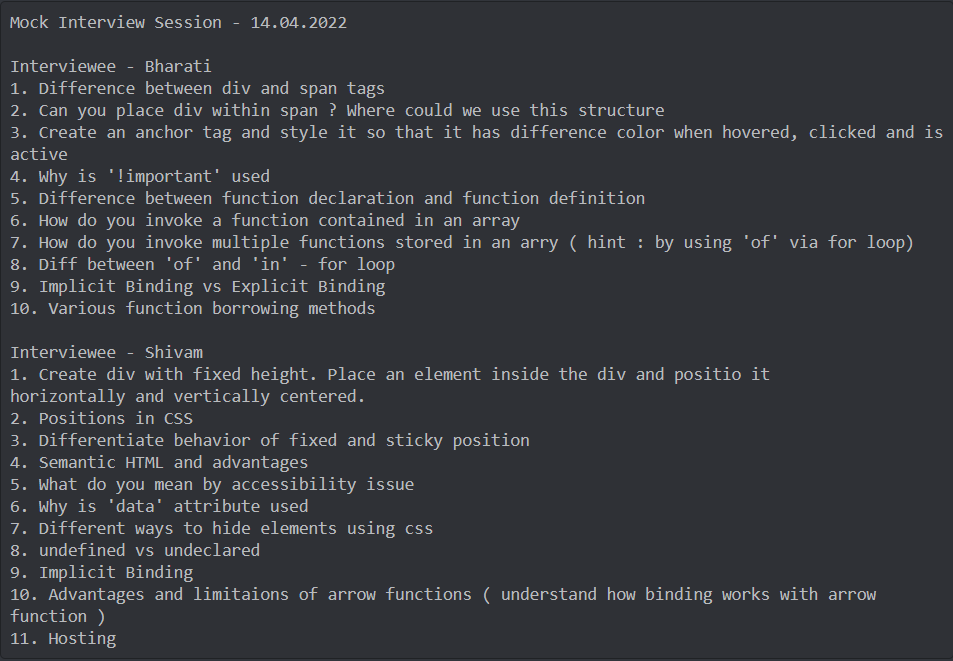 Mock Interview Session - 14.04.2022
Interviewee - Bharati
1. Difference between div and span tags
2. Can you place div within span ? Where could we use this structure
3. Create an anchor tag and style it so that it has difference color when hovered, clicked and is
active
4. Why is '!important' used
5. Difference between function declaration and function definition
6. How do you invoke a function contained in an array
7. How do you invoke multiple functions stored in an arry ( hint : by using 'of' via for loop)
8. Diff between 'of' and 'in' - for loop
9. Implicit Binding vs Explicit Binding
10. Various function borrowing methods
Interviewee - Shivam
1. Create div with fixed height. Place an element inside the div and positio it
horizontally and vertically centered.
2. Positions in CSS
3. Differentiate behavior of fixed and sticky position
4. Semantic HTML and advantages
5. What do you mean by accessibility issue
6. Why is 'data' attribute used
7. Different ways to hide elements using css
8. undefined vs undeclared
9. Implicit Binding
10. Advantages and limitaions of arrow functions ( understand how binding works with arrow
function )
11. Hosting